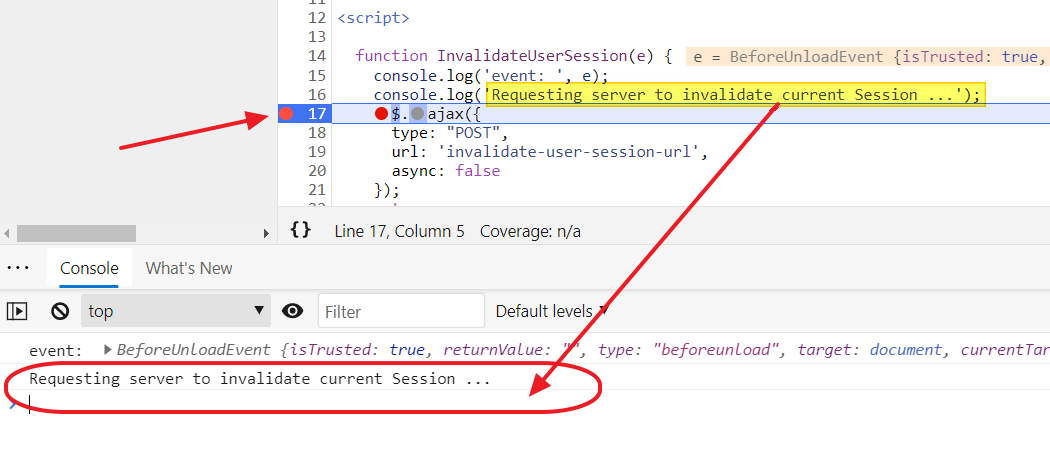 11
12 <script>
13
14 function InvalidateUserSession(e) { e = BeforeUnloadEvent {isTrusted: true,
15 console.log('event: ', e);
16 console.log('Requesting server to invalidate current Session ...');
17 $.ajax({
18 type: "POST",
19 url: 'invalidate-user-session-url',
20 async: false
21 });
{} Line 17, Column 5 Coverage: n/a
Console What's New
top Filter Default levels
event: BeforeUnloadEvent {isTrusted: true, returnValue: "", type: "beforeunload", target: document, currentTar
Requesting server to invalidate current Session ...